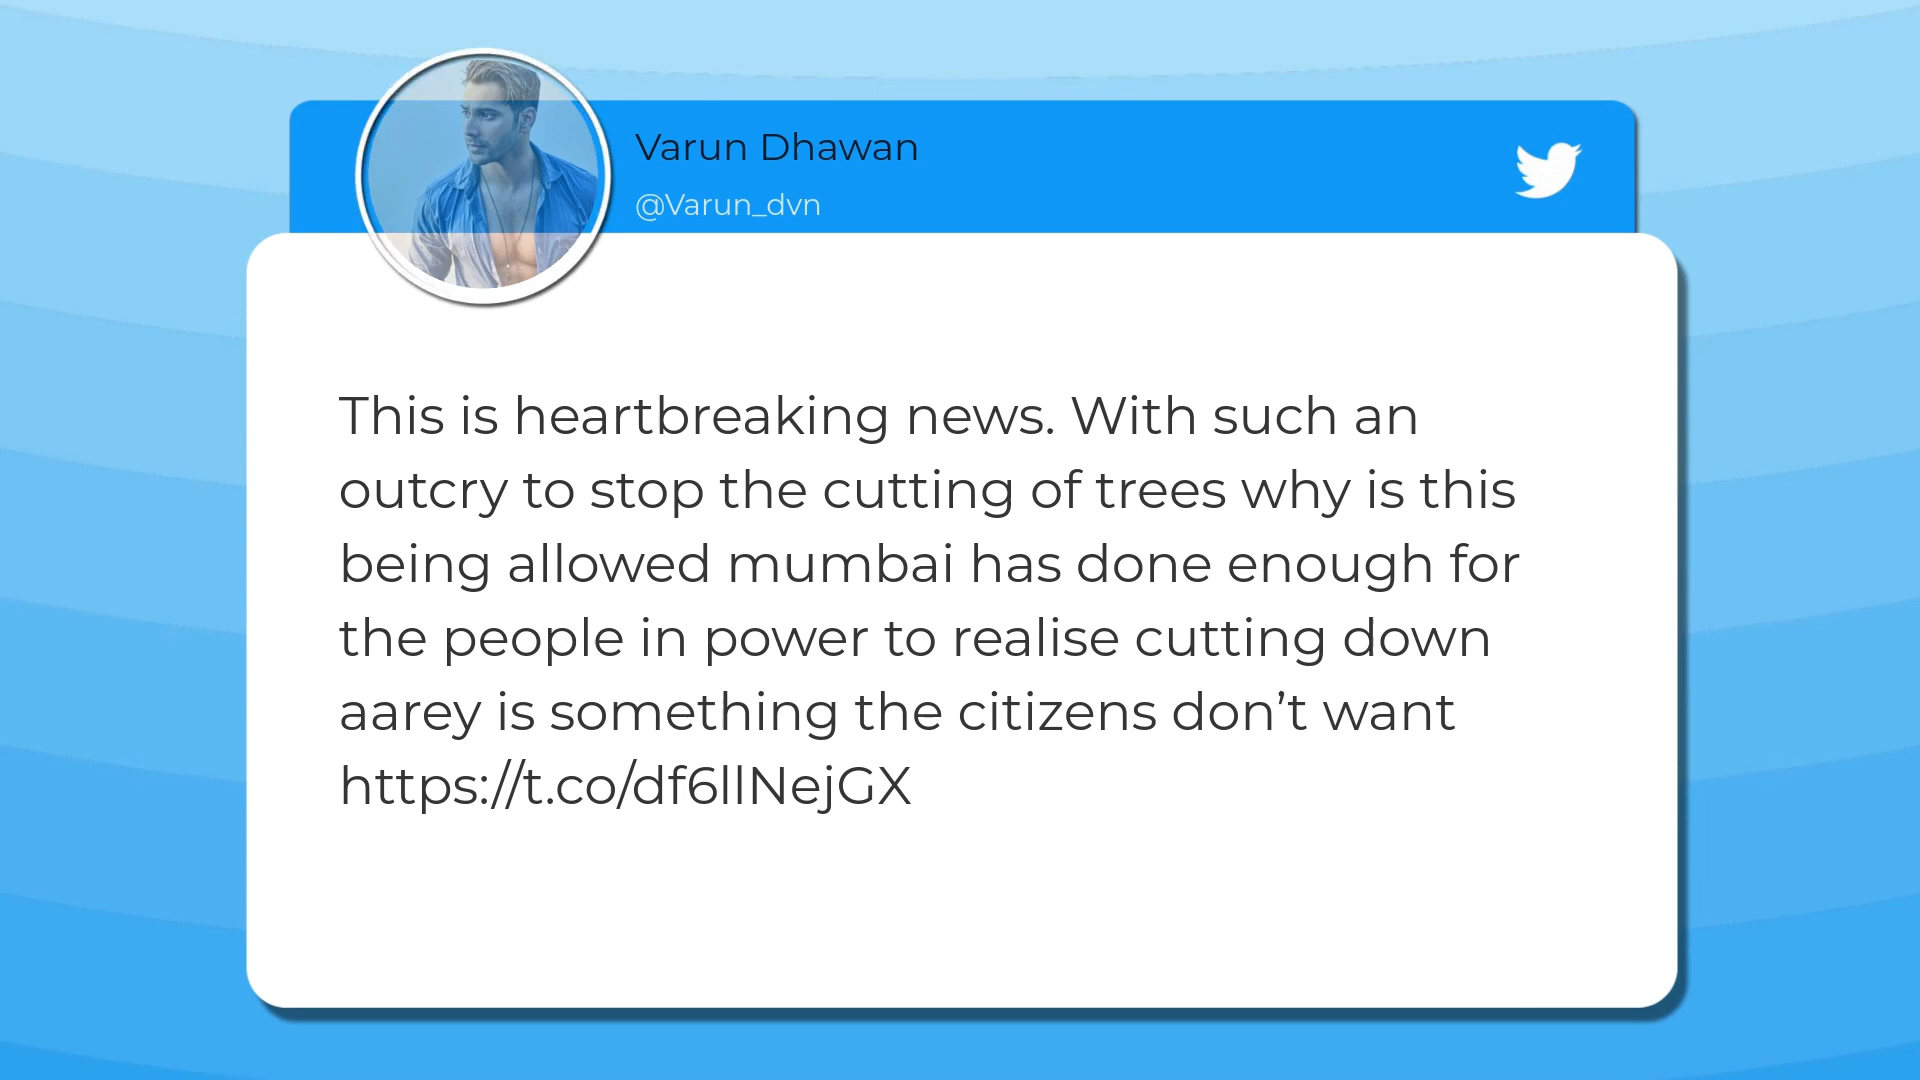 Varun Dhawan
@Varun_dvn
This is heartbreaking news. With such an
outcry to stop the cutting of trees why is this
being allowed mumbai has done enough for
the people in power to realise cutting down
aarey is something the citizens don’t want
https://t.co/df6llNejGX